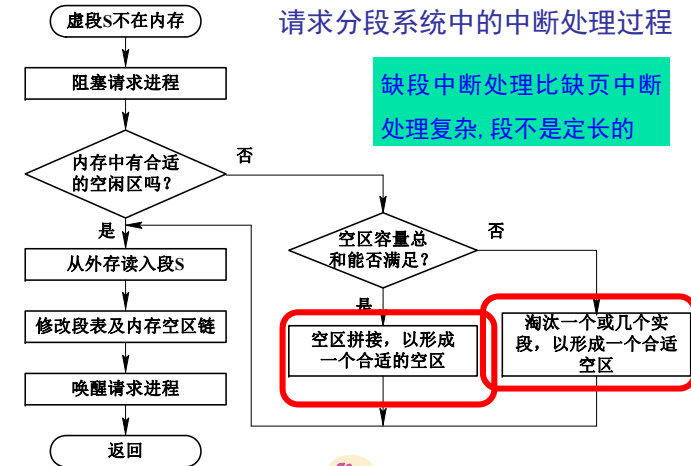 请求分段系统中的中断处理过程
缺段中断处理比缺页中断
处理复杂,段不是定长的
虚段S不在内存
阻塞请求进程
内存中有合适
的空闲区吗？
否
是
空区容量总
和能否满足？
否
是
从外存读入段S
修改段表及内存空区链
唤醒请求进程
返回
空区拼接，以形成
一个合适的空区
淘汰一个或几个实
段，以形成一个合适
空区